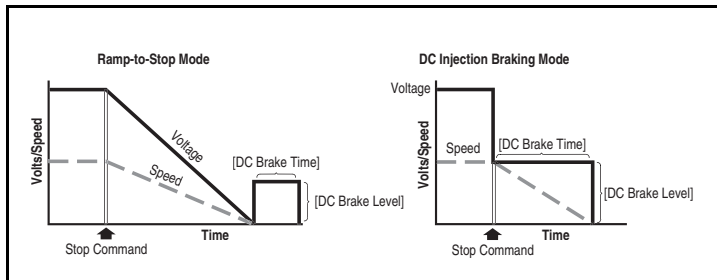 Ramp-to-Stop Mode
Volts/Speed
Voltage
Speed
[DC Brake Time]
[DC Brake Level]
Time
Stop Command
DC Injection Braking Mode
Voltage
Volts/Speed
Speed
[DC Brake Time]
[DC Brake Level]
Time
Stop Command